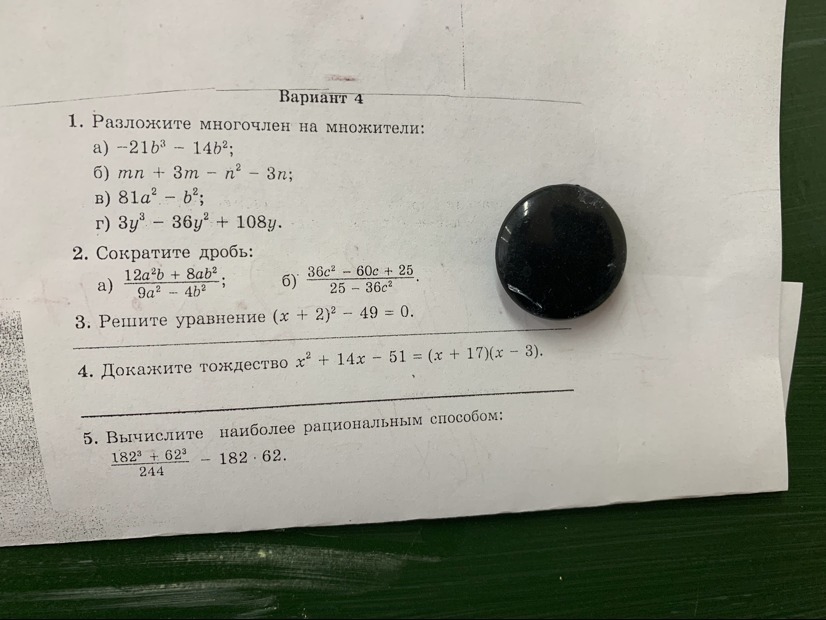 Вариант 4
1. Разложите многочлен на множители:
а) −21b³ − 14b²;
б) mn + 3m − n² − 3n;
в) 81a² − b²;
г) 3y³ − 36y² + 108y.
2. Сократите дробь:
а) (12a²b + 8ab²)/(9a² − 4b²); б) (36c² − 60c + 25)/(25 − 36c²).
3. Решите уравнение (x + 2)² − 49 = 0.
4. Докажите тождество x² + 14x − 51 = (x + 17)(x − 3).
5. Вычислите наиболее рациональным способом:
(182³ + 62³)/244 − 182 · 62.